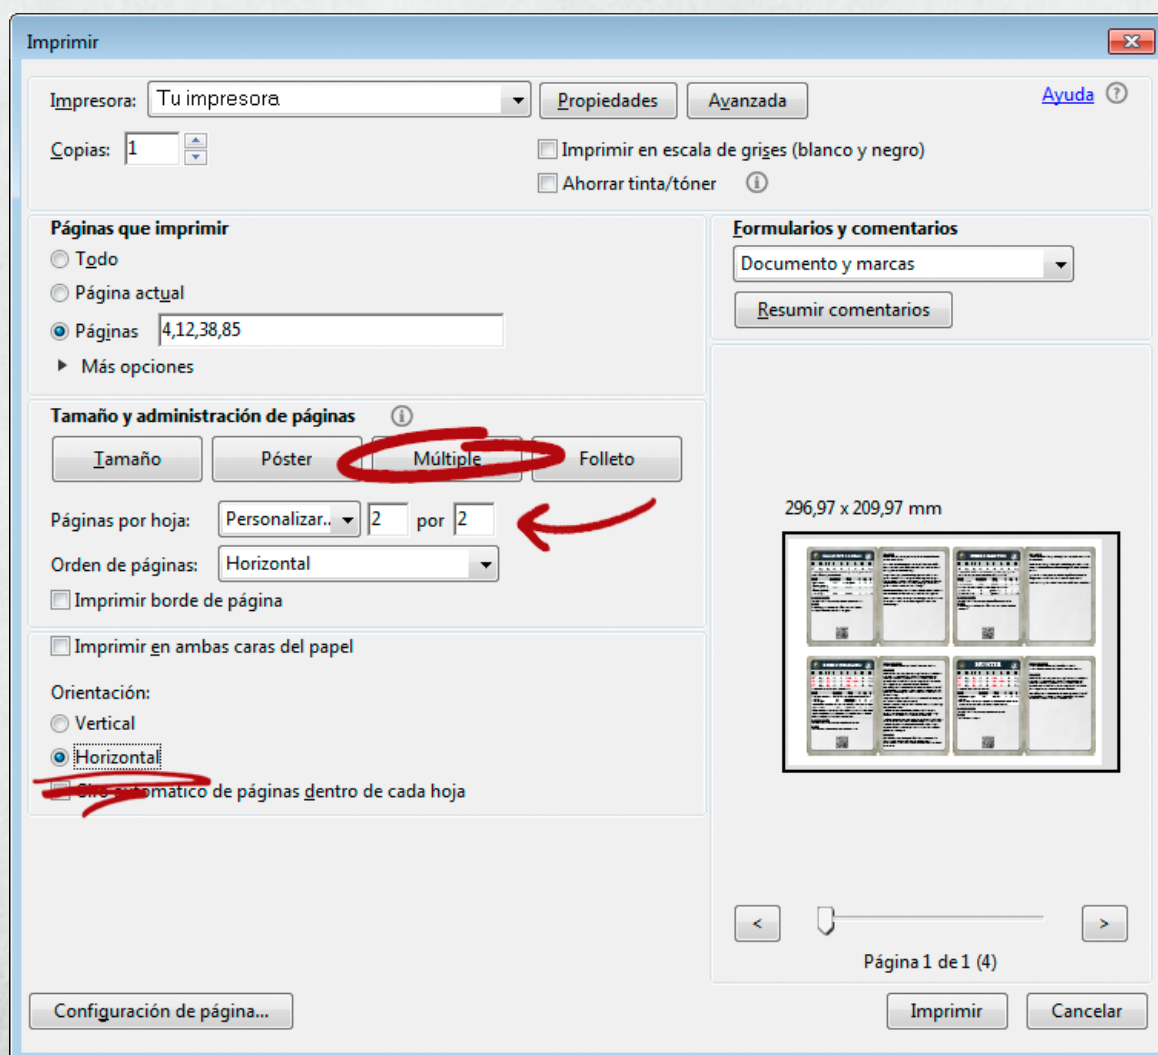 Imprimir
Impresora: Tu impresora Propiedades Avanzada Ayuda
Copias: 1 Imprimir en escala de grises (blanco y negro)
Ahorrar tinta/tóner
Páginas que imprimir
Todo
Página actual
Páginas 4,12,38,85
Más opciones
Formularios y comentarios
Documento y marcas
Resumir comentarios
Tamaño y administración de páginas
Tamaño Póster Múltiple Folleto
Páginas por hoja: Personalizar.. 2 por 2
Orden de páginas: Horizontal
Imprimir borde de página
Imprimir en ambas caras del papel
Orientación:
Vertical
Horizontal
Giro automático de páginas dentro de cada hoja
296,97 x 209,97 mm
< >
Página 1 de 1 (4)
Configuración de página... Imprimir Cancelar